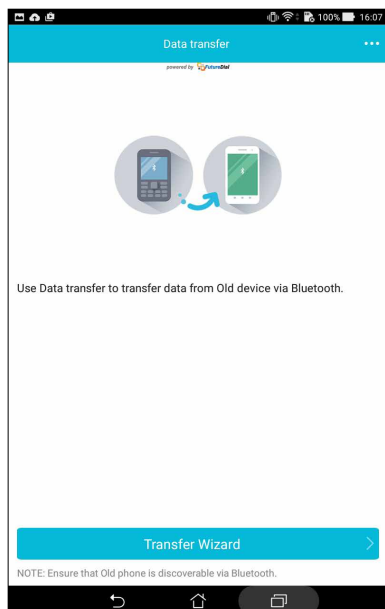 100% 16:07
Data transfer
powered by FutureDial
Use Data transfer to transfer data from Old device via Bluetooth.
Transfer Wizard
NOTE: Ensure that Old phone is discoverable via Bluetooth.